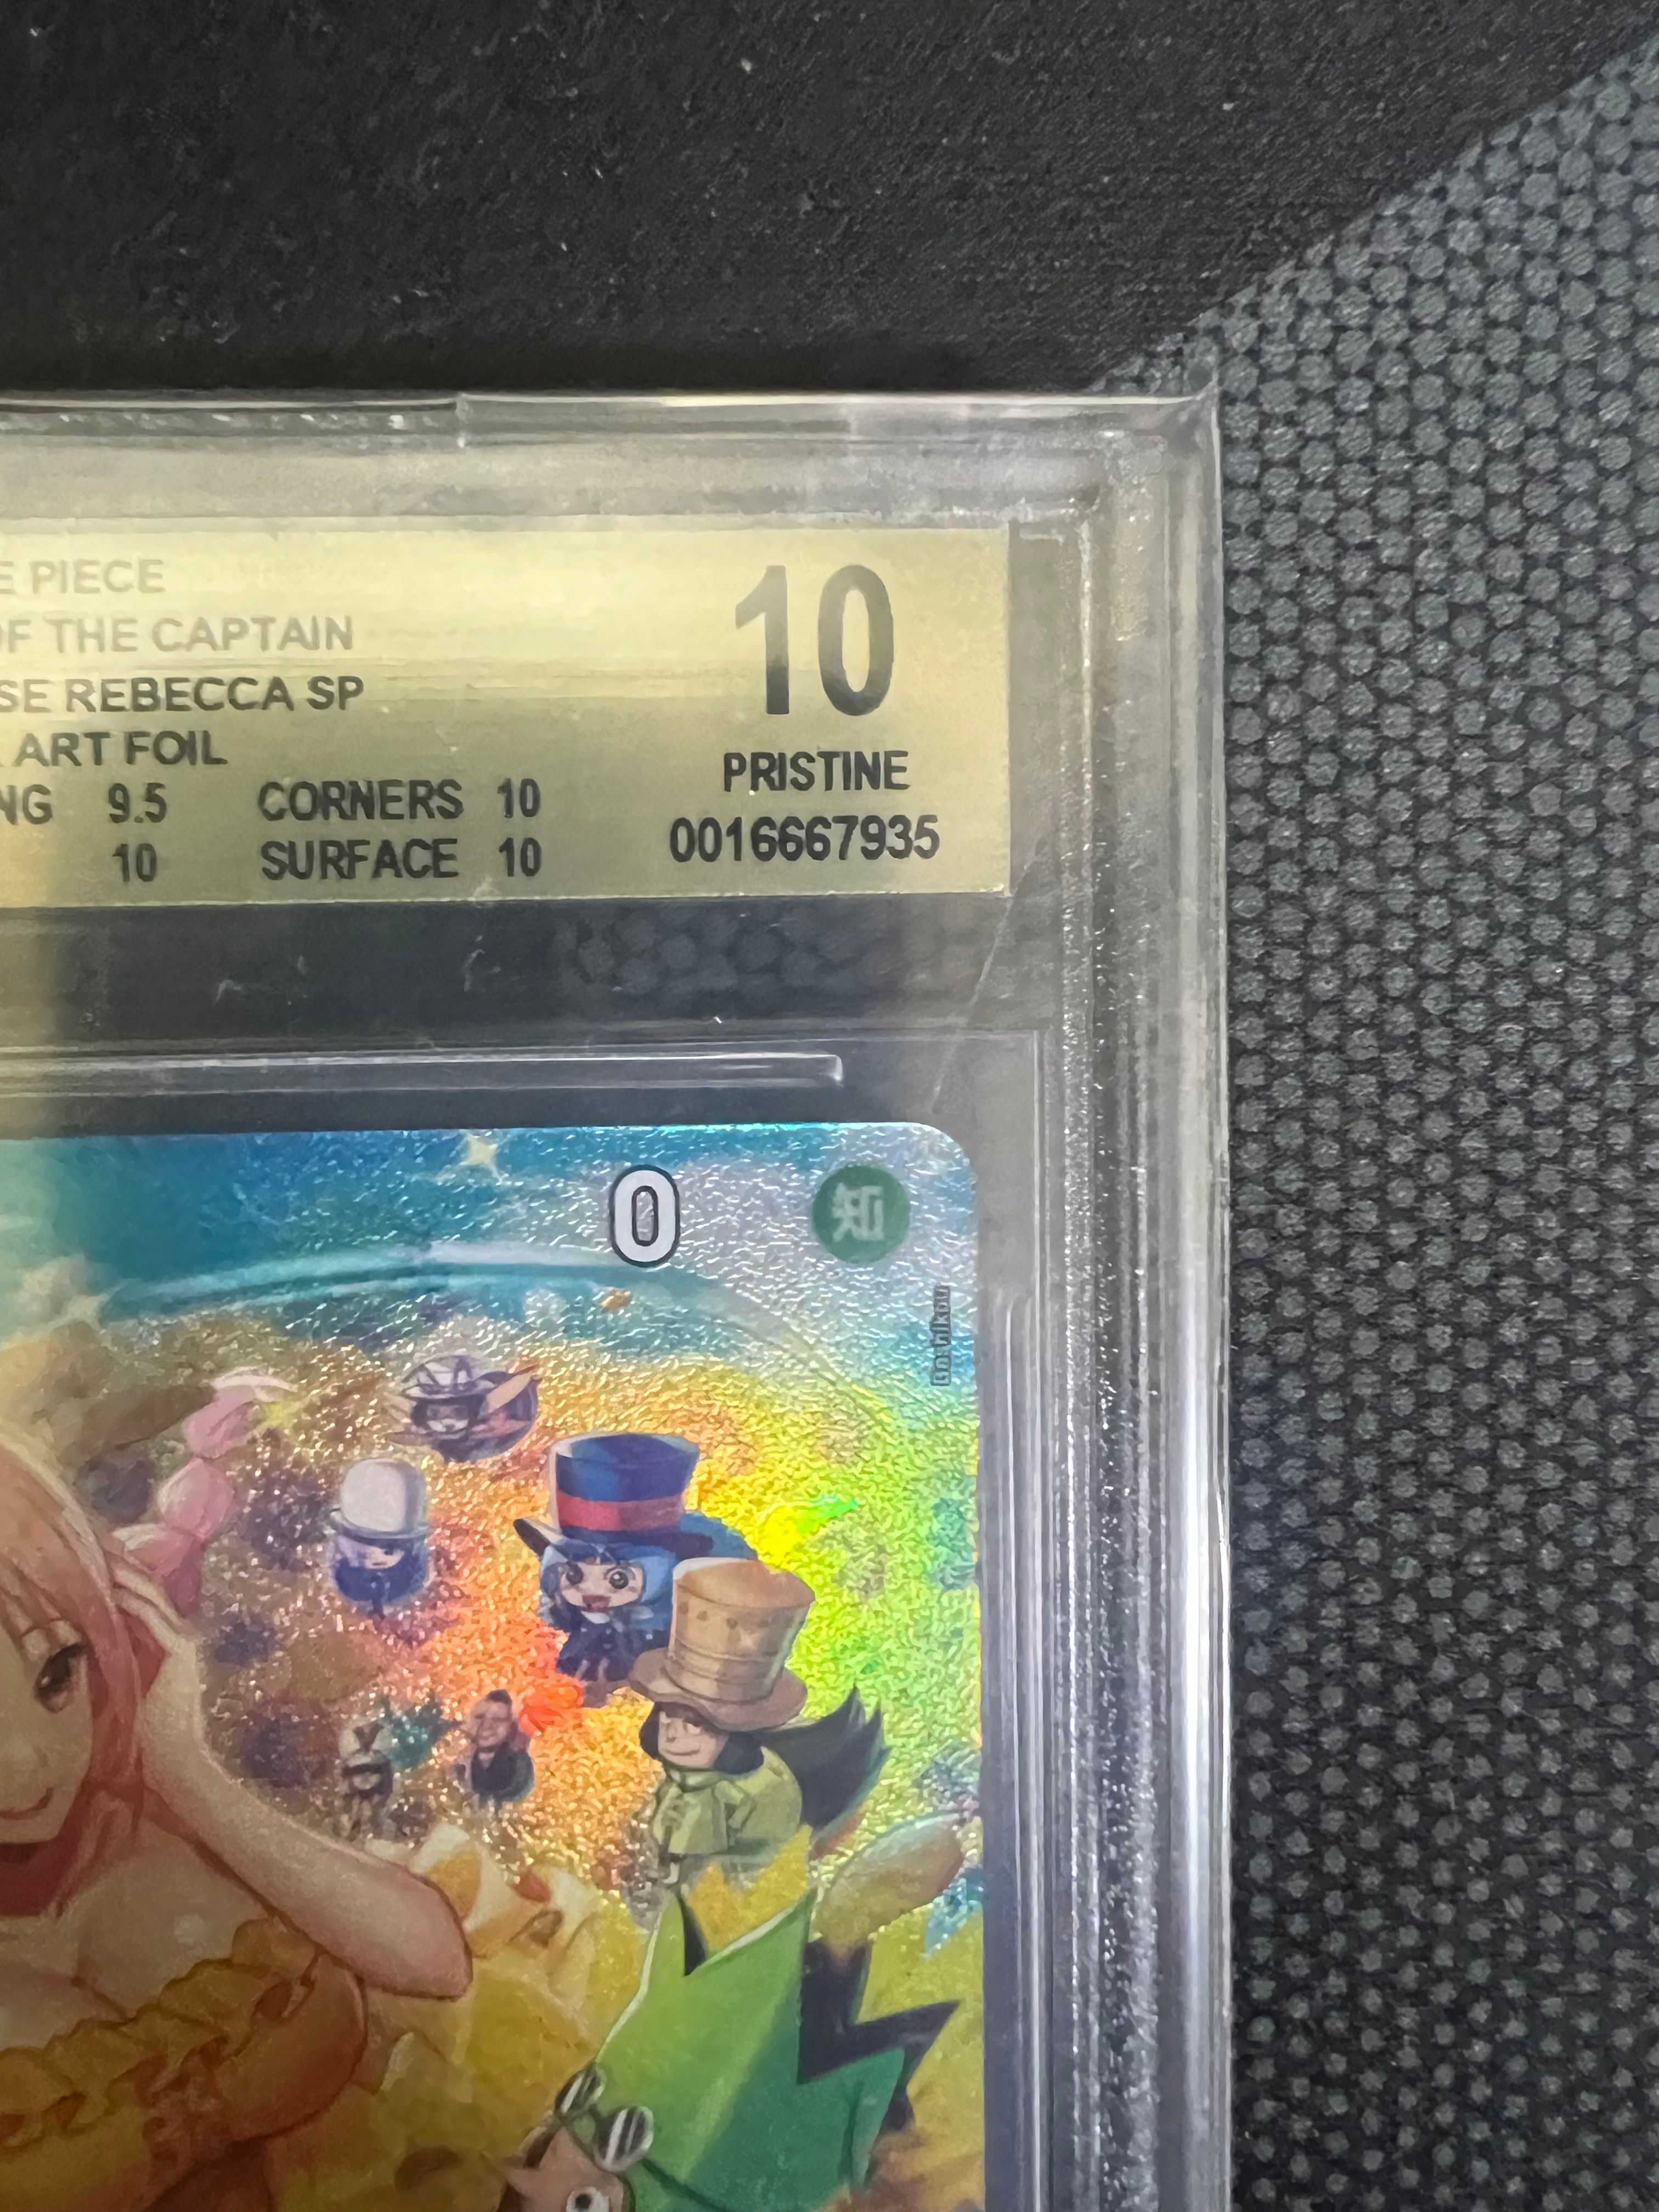 E PIECE
OF THE CAPTAIN
SE REBECCA SP
ART FOIL
NG 9.5 CORNERS 10
10 SURFACE 10
10
PRISTINE
0016667935
0
知